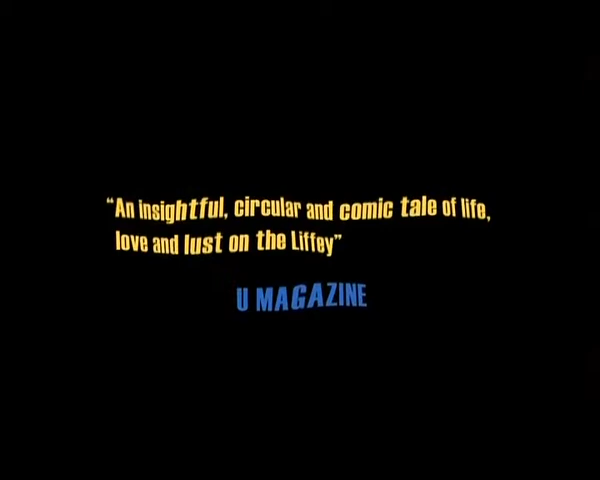 “An insightful, circular and comic tale of life,
love and lust on the Liffey”
U MAGAZINE